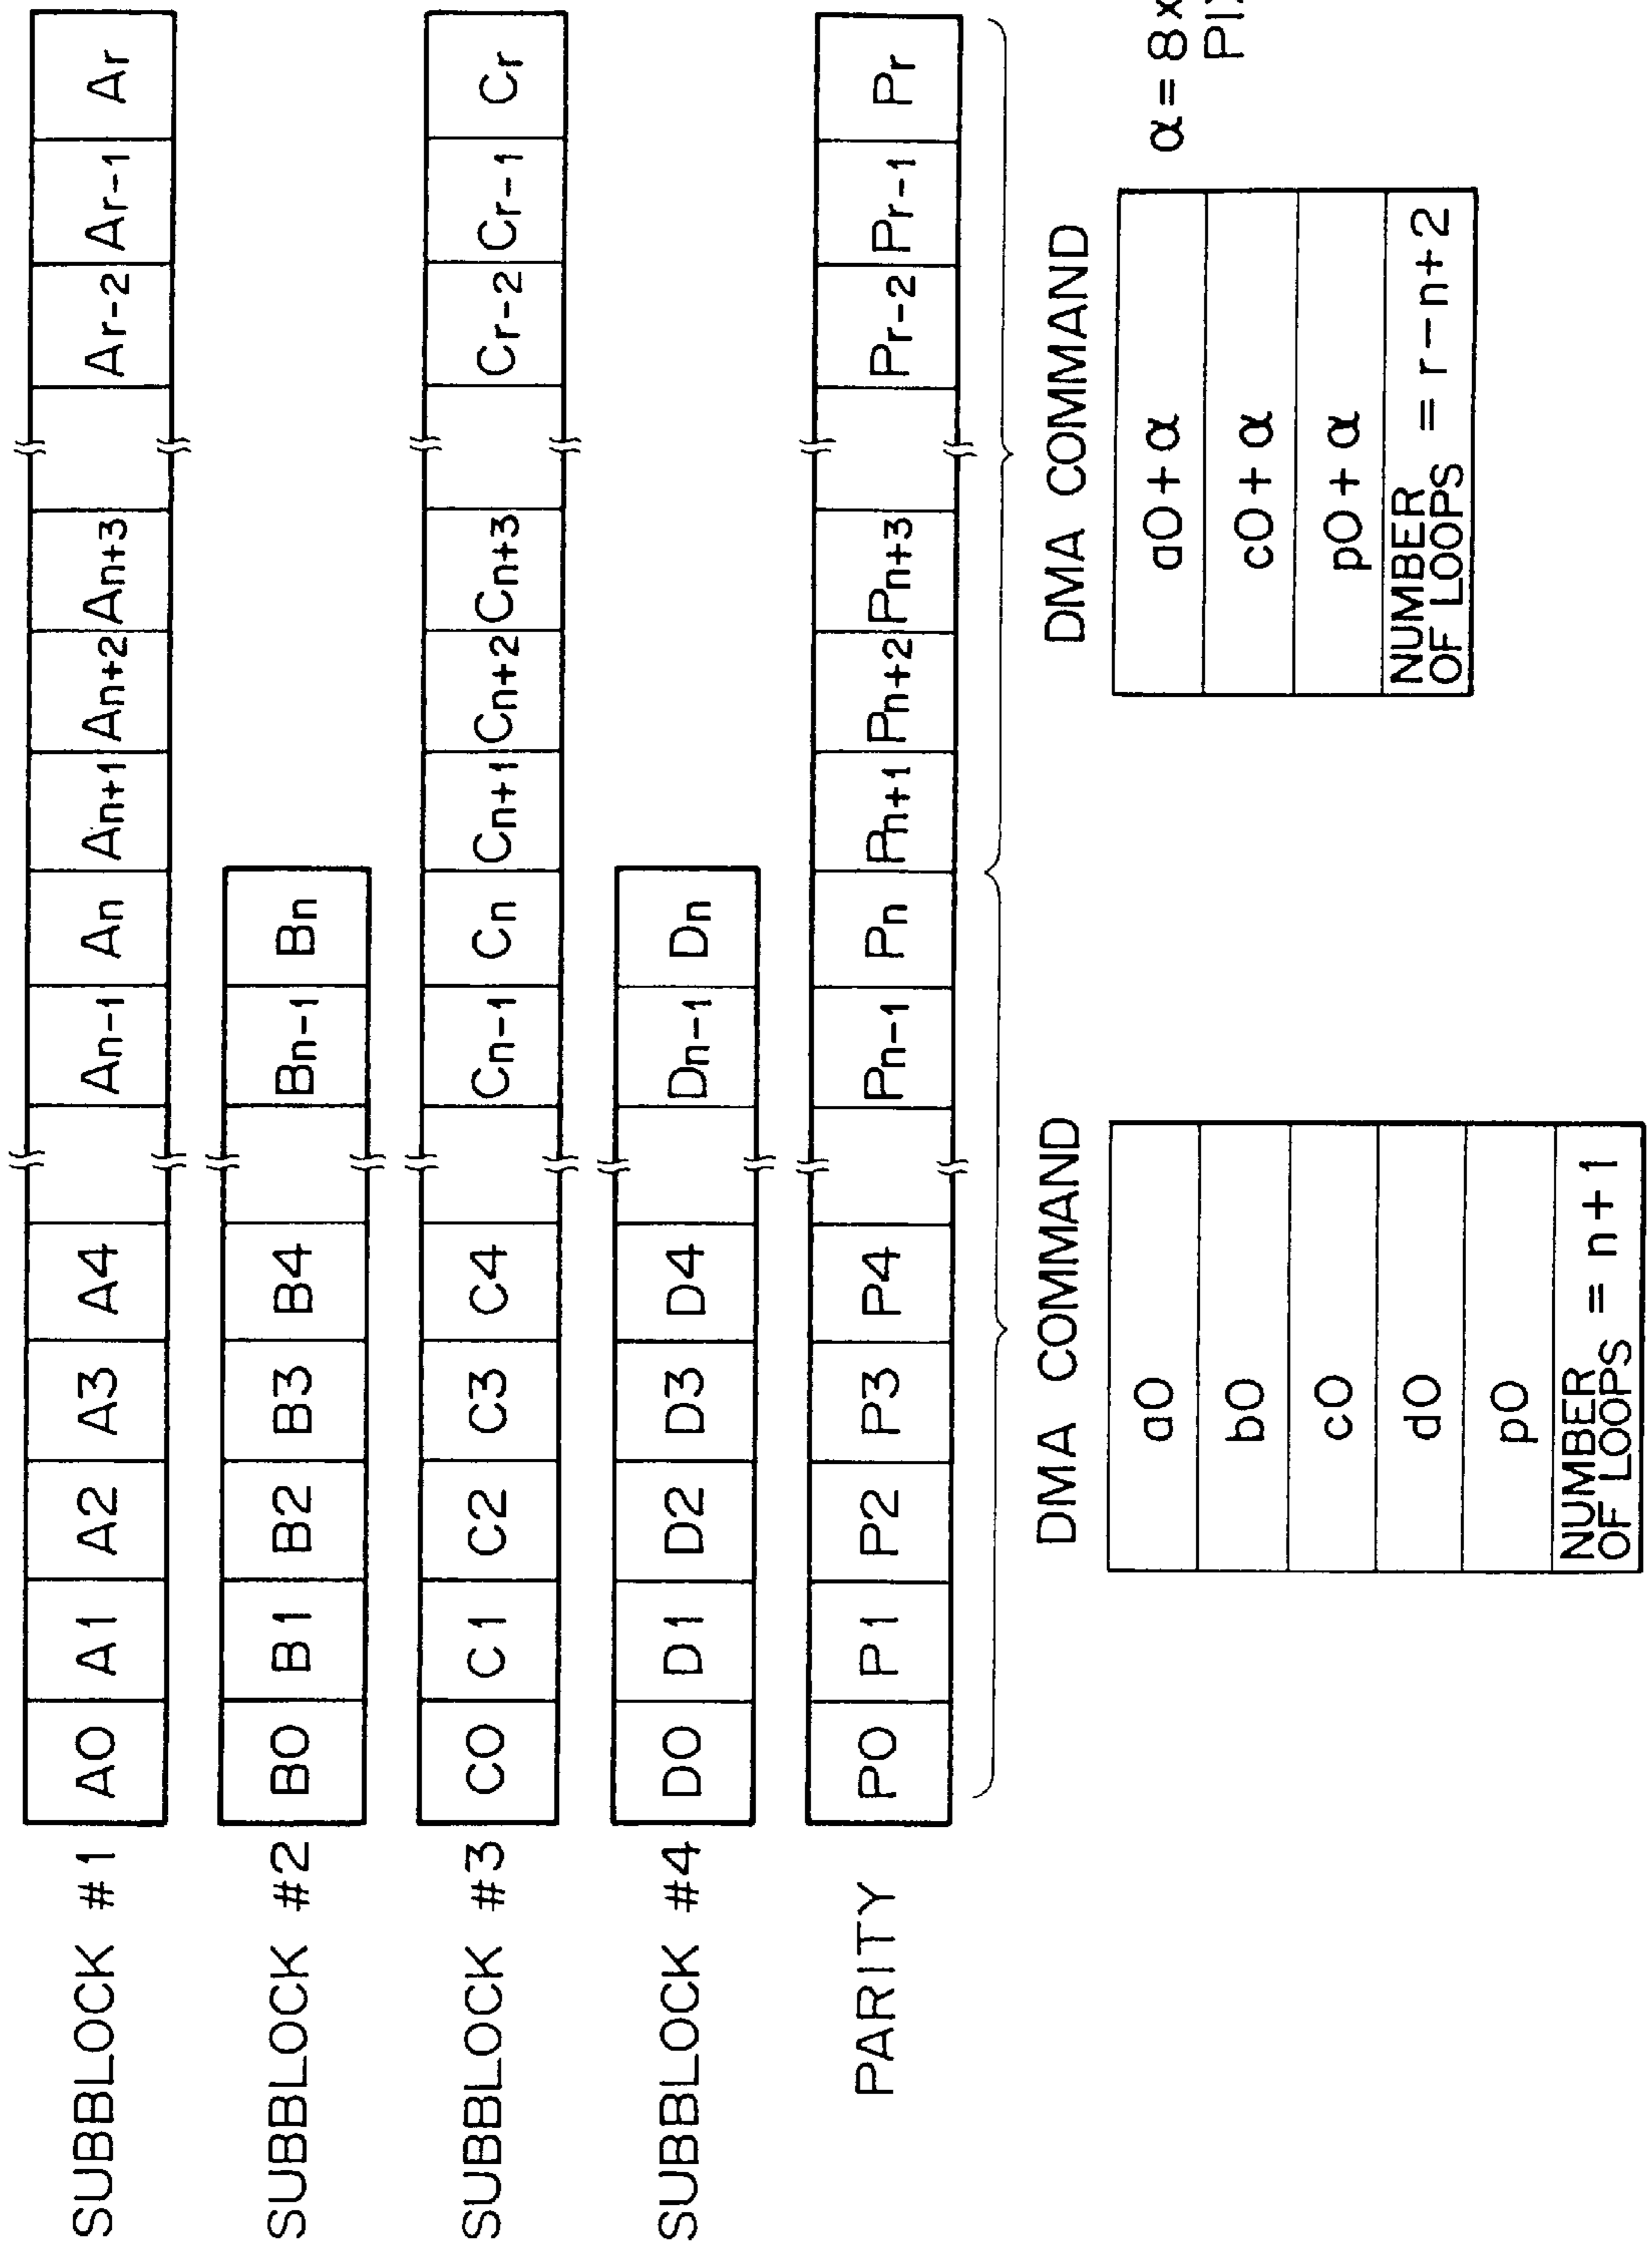 SUBBLOCK #1 A0 A1 A2 A3 A4 An-1 An An+1 An+2 An+3 Ar-2 Ar-1 Ar
SUBBLOCK #2 B0 B1 B2 B3 B4 Bn-1 Bn
SUBBLOCK #3 C0 C1 C2 C3 C4 Cn-1 Cn Cn+1 Cn+2 Cn+3 Cr-2 Cr-1 Cr
SUBBLOCK #4 D0 D1 D2 D3 D4 Dn-1 Dn
PARITY P0 P1 P2 P3 P4 Pn-1 Pn Pn+1 Pn+2 Pn+3 Pr-2 Pr-1 Pr
DMA COMMAND
a0
b0
c0
d0
p0
NUMBER
OF LOOPS = n+1
DMA COMMAND
a0+α
c0+α
p0+α
NUMBER
OF LOOPS = r-n+2
α=8x